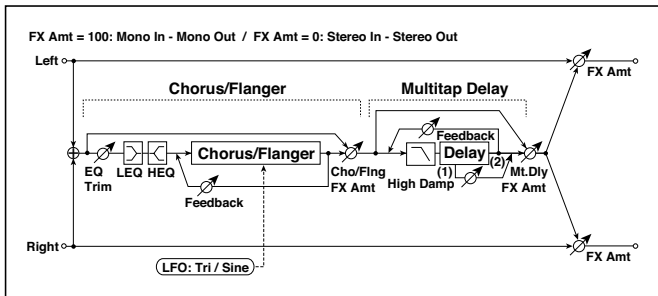 FX Amt = 100: Mono In - Mono Out / FX Amt = 0: Stereo In - Stereo Out
Left
FX Amt
Chorus/Flanger
Multitap Delay
Feedback
EQ
Trim
LEQ
HEQ
Chorus/Flanger
Cho/Flng
FX Amt
High Damp
Delay
(1)
(2)
Mt.Dly
FX Amt
Feedback
Right
FX Amt
LFO: Tri / Sine